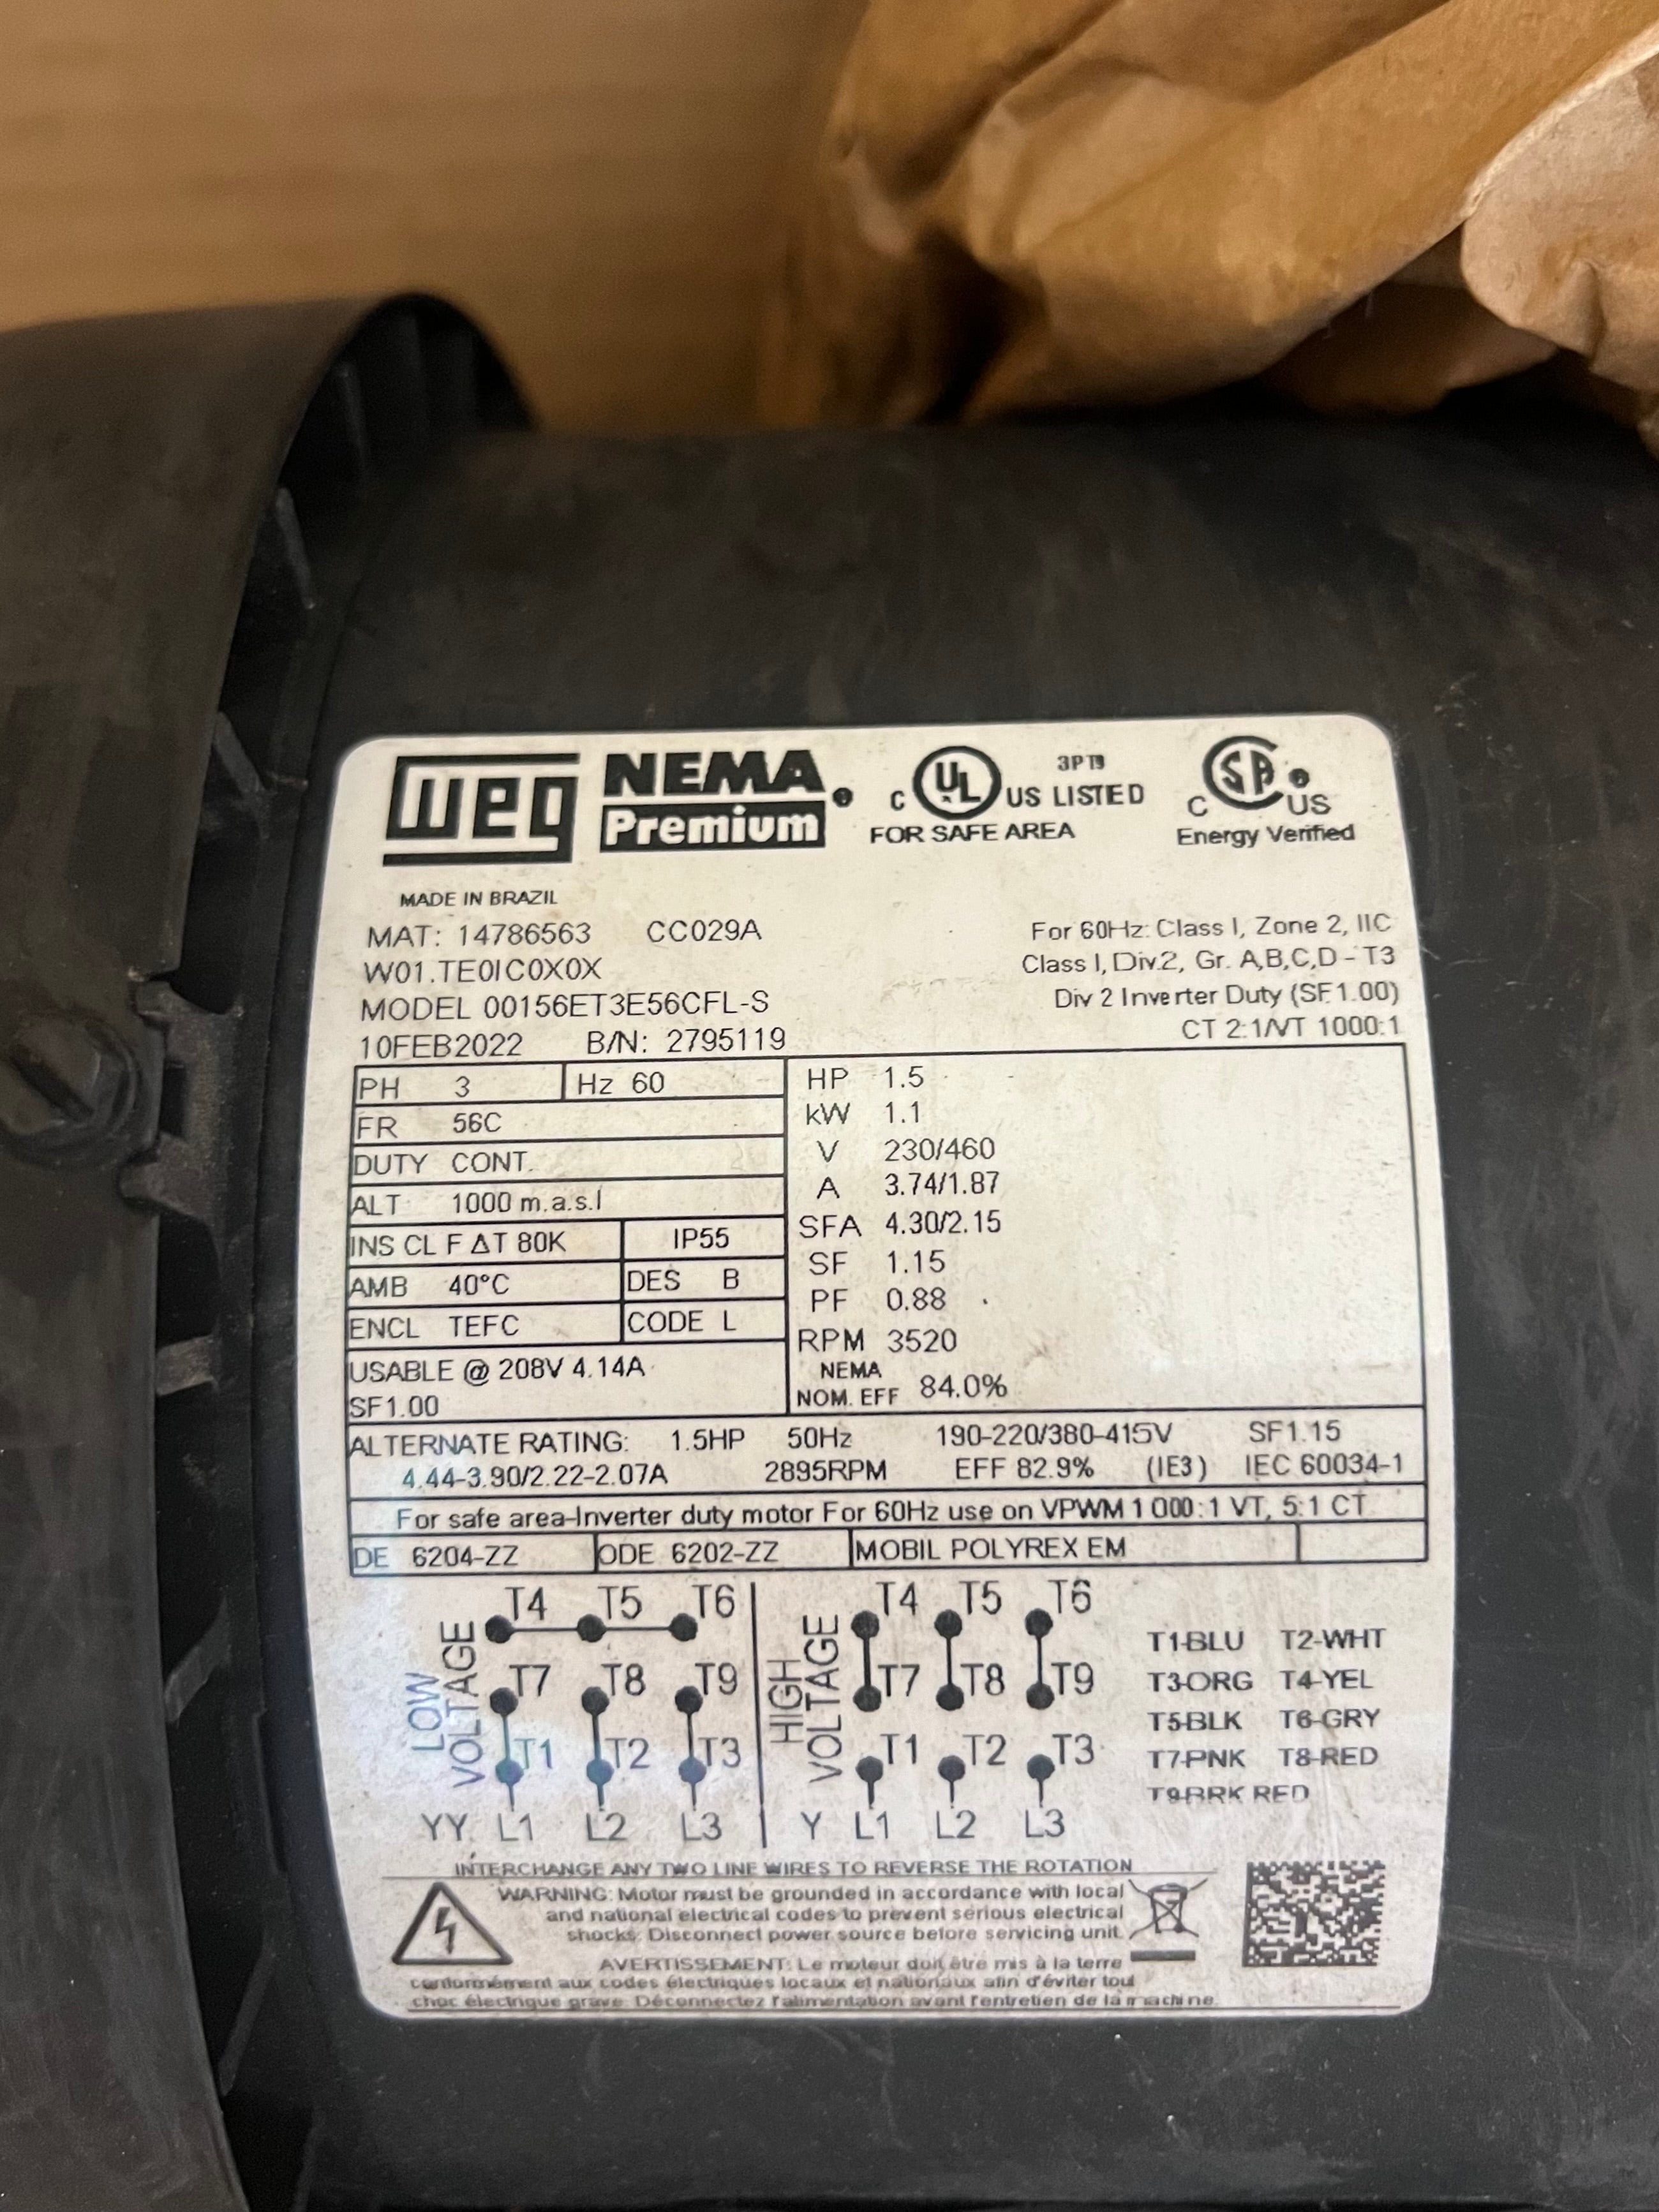 weg NEMA Premium C UL US LISTED 3PT9 C SA US
FOR SAFE AREA Energy Verified
MADE IN BRAZIL
MAT: 14786563 CC029A For 60Hz: Class I, Zone 2, IIC
W01.TE0IC0X0X Class I, Div.2, Gr. A,B,C,D - T3
MODEL 00156ET3E56CFL-S Div 2 Inverter Duty (SF1.00)
10FEB2022 B/N: 2795119 CT 2:1/VT 1000:1
PH 3 Hz 60
FR 56C
DUTY CONT.
ALT 1000 m.a.s.l
INS CL F ΔT 80K IP55
AMB 40°C DES B
ENCL TEFC CODE L
USABLE @ 208V 4.14A
SF1.00
HP 1.5
kW 1.1
V 230/460
A 3.74/1.87
SFA 4.30/2.15
SF 1.15
PF 0.88
RPM 3520
NEMA
NOM. EFF 84.0%
ALTERNATE RATING: 1.5HP 50Hz 190-220/380-415V SF1.15
4.44-3.90/2.22-2.07A 2895RPM EFF 82.9% (IE3) IEC 60034-1
For safe area-Inverter duty motor For 60Hz use on VPWM 1000:1 VT, 5:1 CT
DE 6204-ZZ ODE 6202-ZZ MOBIL POLYREX EM
LOW VOLTAGE
T4 T5 T6
T7 T8 T9
T1 T2 T3
YY L1 L2 L3
HIGH VOLTAGE
T4 T5 T6
T7 T8 T9
T1 T2 T3
Y L1 L2 L3
T1-BLU T2-WHT
T3-ORG T4-YEL
T5-BLK T6-GRY
T7-PNK T8-RED
T9-BRK RED
INTERCHANGE ANY TWO LINE WIRES TO REVERSE THE ROTATION
WARNING: Motor must be grounded in accordance with local
and national electrical codes to prevent serious electrical
shocks. Disconnect power source before servicing unit.
AVERTISSEMENT: Le moteur doit être mis à la terre
conformément aux codes électriques locaux et nationaux afin d'éviter tout
choc électrique grave. Déconnectez l'alimentation avant l'entretien de la machine.